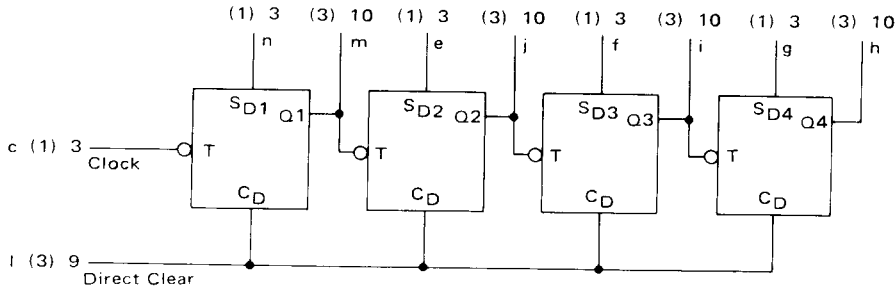 (1) 3 (3) 10 (1) 3 (3) 10 (1) 3 (3) 10 (1) 3 (3) 10
n m e j f i g h
SD1 Q1 SD2 Q2 SD3 Q3 SD4 Q4
c (1) 3 T T T T
Clock
CD CD CD CD
l (3) 9
Direct Clear